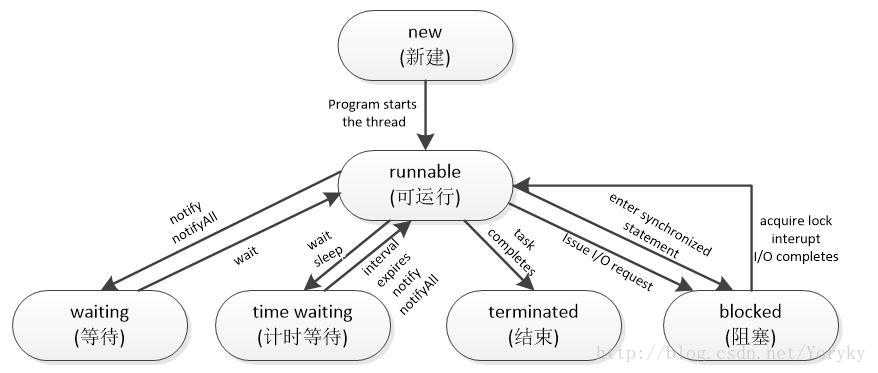 new
(新建)
Program starts
the thread
runnable
(可运行)
notify
notifyAll
wait
wait
sleep
interval
expires
notify
notifyAll
task
completes
enter synchronized
statement
Issue I/O request
acquire lock
interupt
I/O completes
waiting
(等待)
time waiting
(计时等待)
terminated
(结束)
blocked
(阻塞)
http://blog.csdn.net/Yoryky